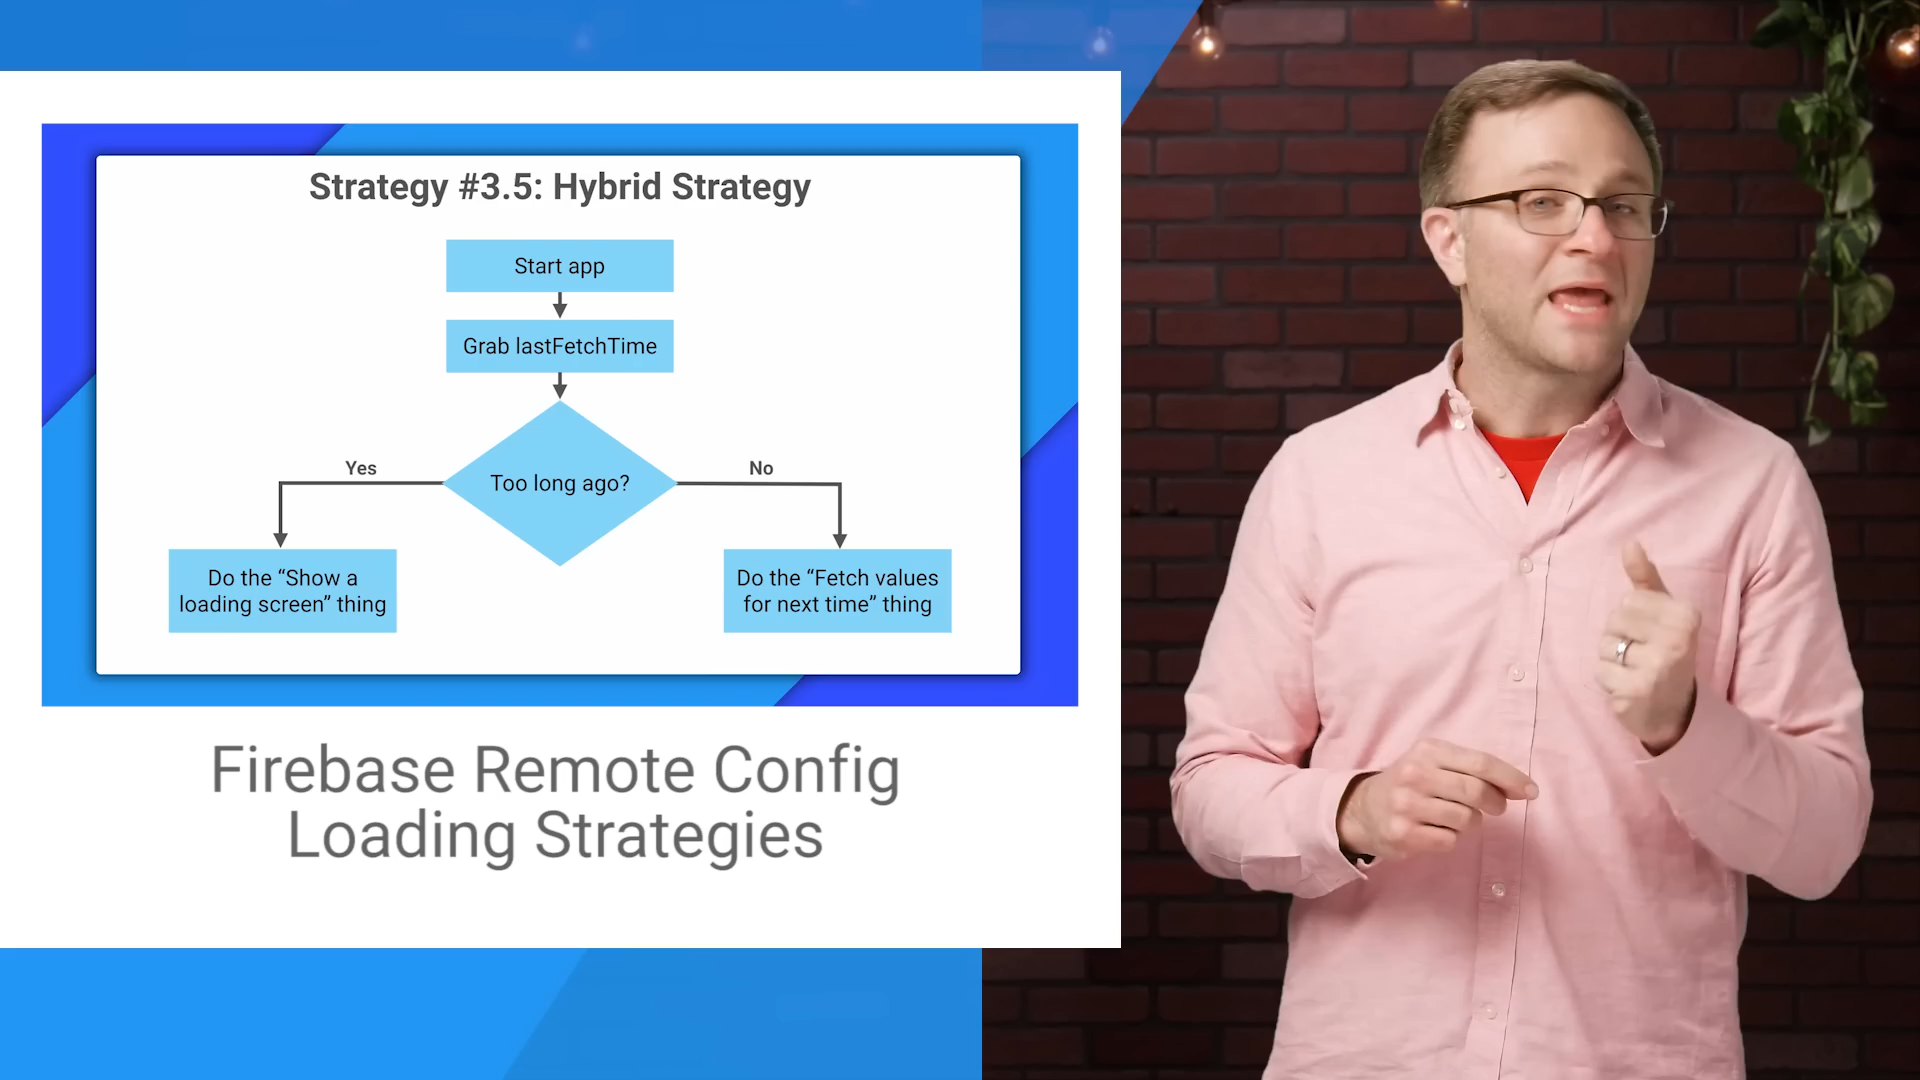 Strategy #3.5: Hybrid Strategy
Start app
Grab lastFetchTime
Too long ago?
Yes
No
Do the “Show a
loading screen” thing
Do the “Fetch values
for next time” thing
Firebase Remote Config
Loading Strategies